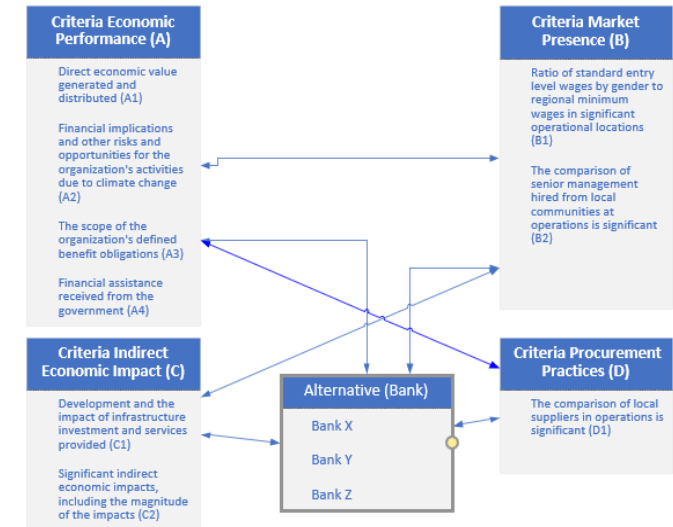 Criteria Economic
Performance (A)
Direct economic value
generated and
distributed (A1)
Financial implications
and other risks and
opportunities for the
organization's activities
due to climate change
(A2)
The scope of the
organization's defined
benefit obligations (A3)
Financial assistance
received from the
government (A4)
Criteria Market
Presence (B)
Ratio of standard entry
level wages by gender to
regional minimum
wages in significant
operational locations
(B1)
The comparison of
senior management
hired from local
communities at
operations is significant
(B2)
Criteria Indirect
Economic Impact (C)
Development and the
impact of infrastructure
investment and services
provided (C1)
Significant indirect
economic impacts,
including the magnitude
of the impacts (C2)
Alternative (Bank)
Bank X
Bank Y
Bank Z
Criteria Procurement
Practices (D)
The comparison of local
suppliers in operations is
significant (D1)